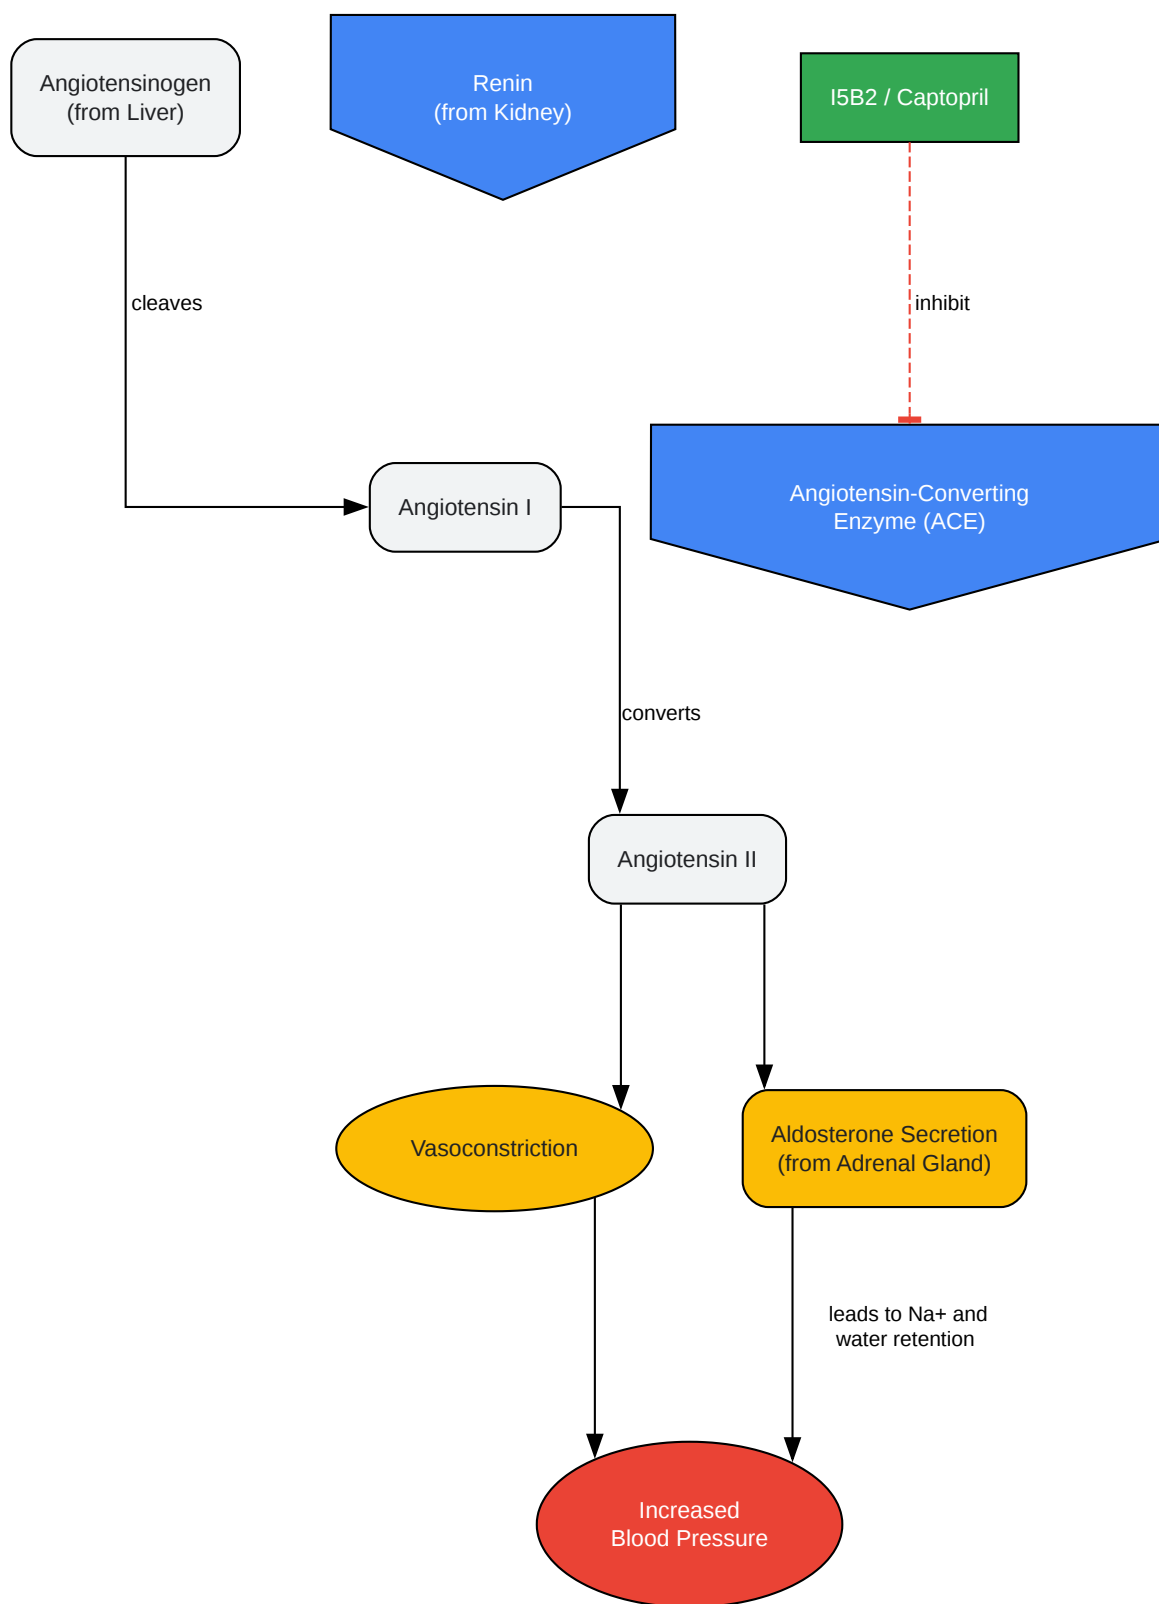 Angiotensinogen
(from Liver)
Renin
(from Kidney)
I5B2 / Captopril
cleaves
inhibit
Angiotensin I
Angiotensin-Converting
Enzyme (ACE)
converts
Angiotensin II
Vasoconstriction
Aldosterone Secretion
(from Adrenal Gland)
leads to Na+ and
water retention
Increased
Blood Pressure